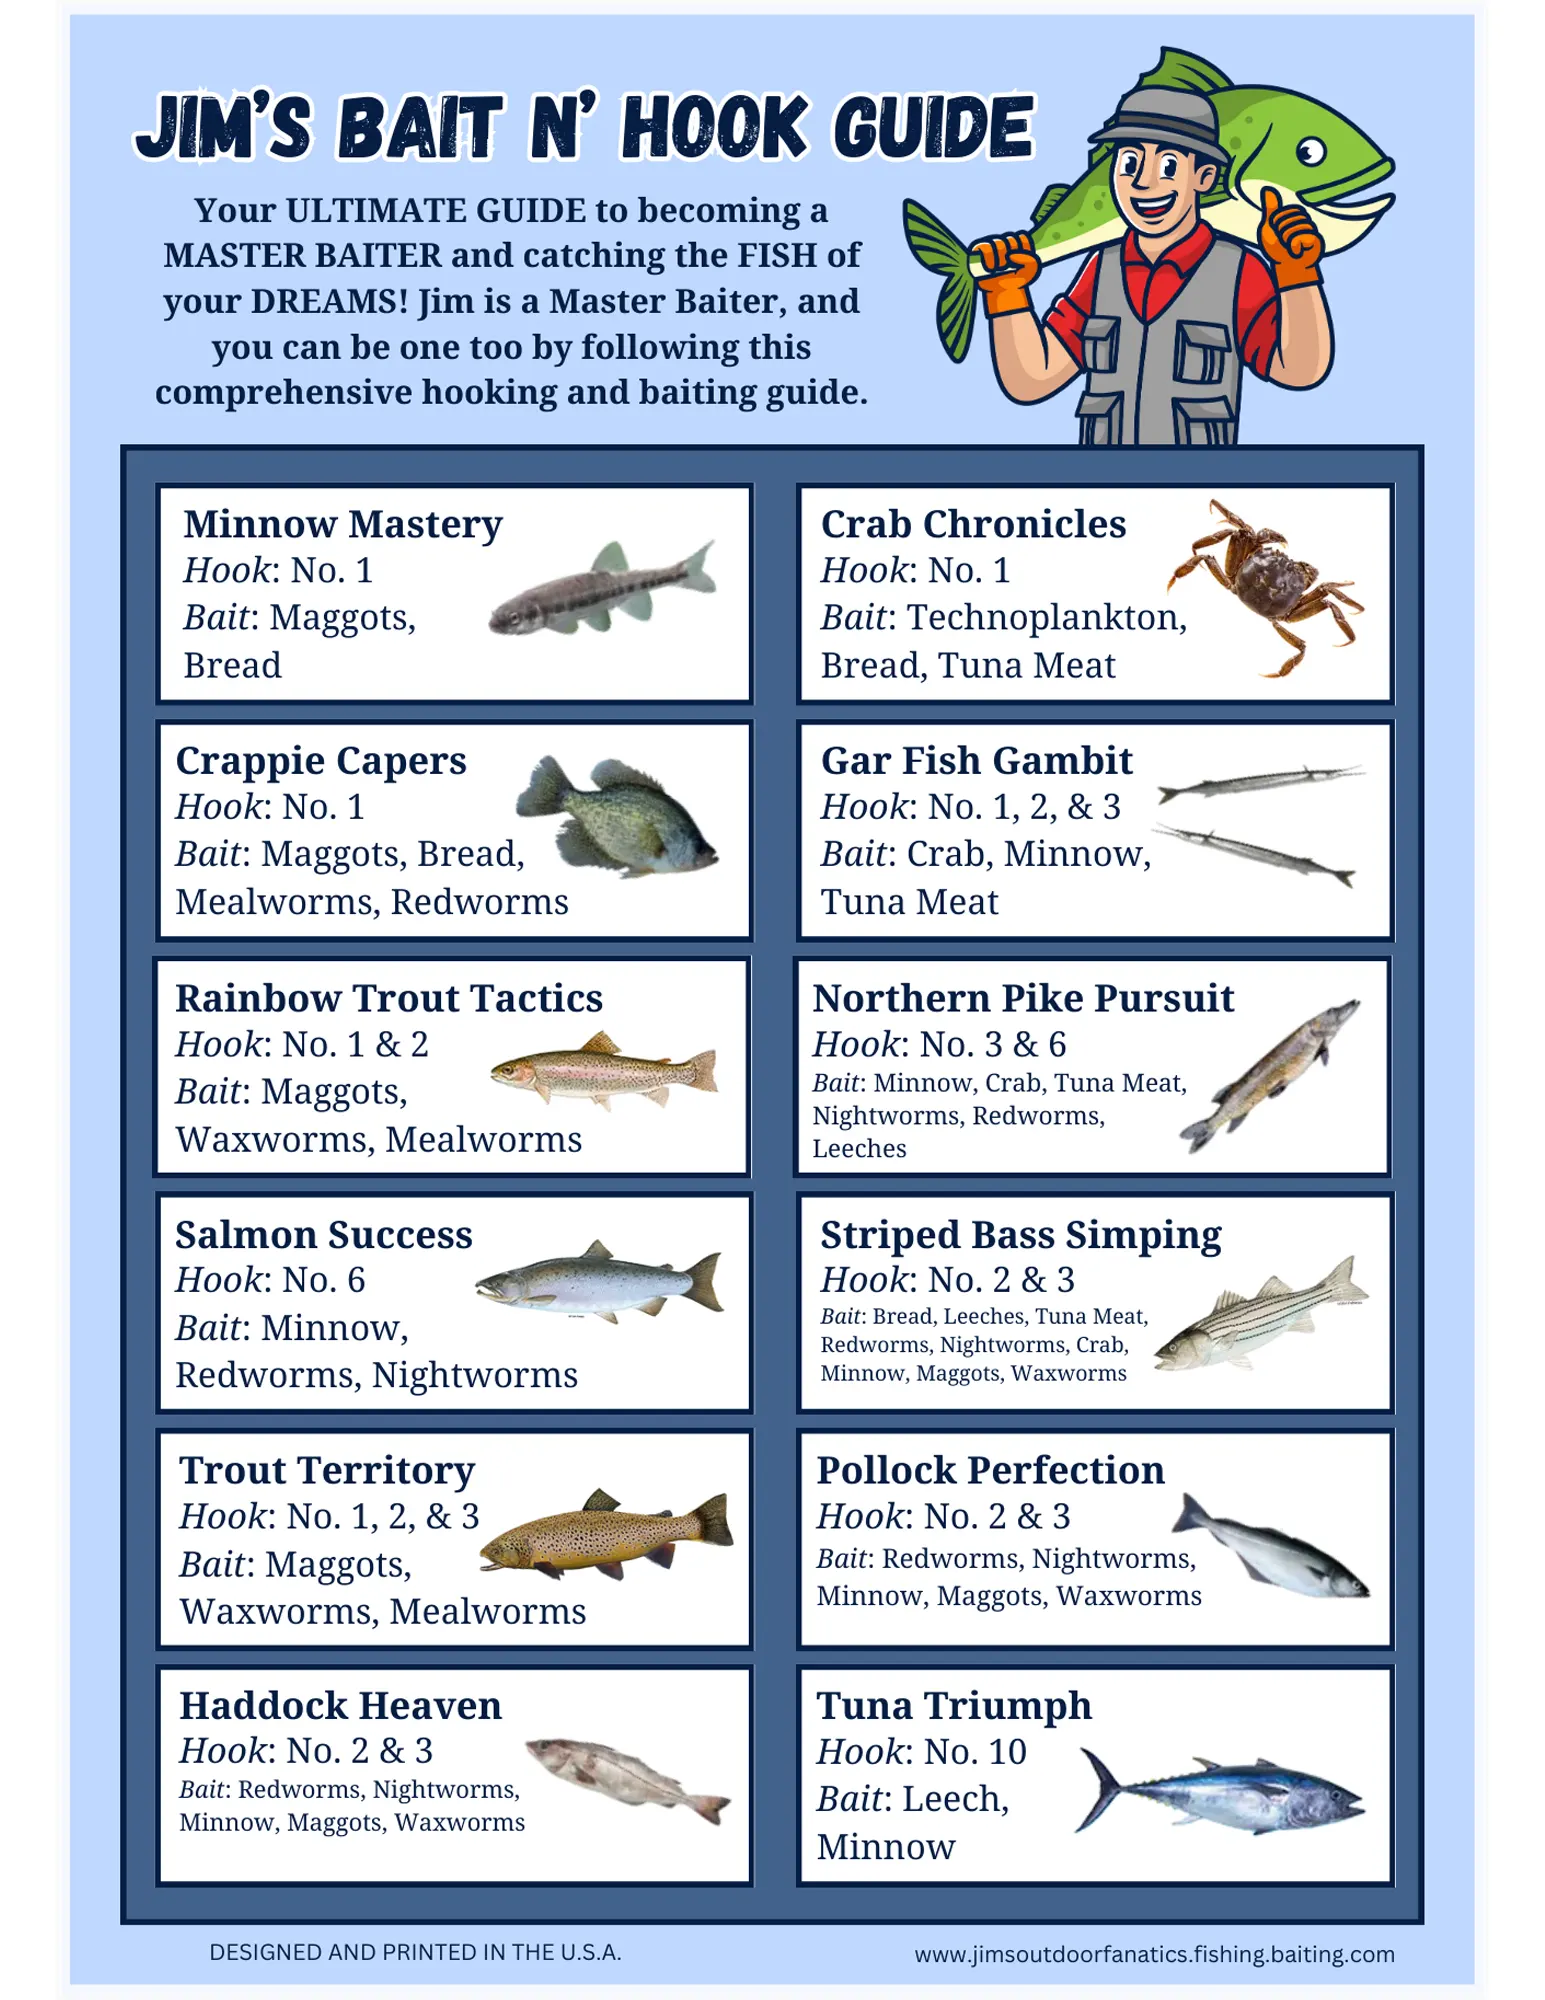 JIM'S BAIT N' HOOK GUIDE
Your ULTIMATE GUIDE to becoming a
MASTER BAITER and catching the FISH of
your DREAMS! Jim is a Master Baiter, and
you can be one too by following this
comprehensive hooking and baiting guide.
Minnow Mastery
Hook: No. 1
Bait: Maggots,
Bread
Crab Chronicles
Hook: No. 1
Bait: Technoplankton,
Bread, Tuna Meat
Crappie Capers
Hook: No. 1
Bait: Maggots, Bread,
Mealworms, Redworms
Gar Fish Gambit
Hook: No. 1, 2, & 3
Bait: Crab, Minnow,
Tuna Meat
Rainbow Trout Tactics
Hook: No. 1 & 2
Bait: Maggots,
Waxworms, Mealworms
Northern Pike Pursuit
Hook: No. 3 & 6
Bait: Minnow, Crab, Tuna Meat,
Nightworms, Redworms,
Leeches
Salmon Success
Hook: No. 6
Bait: Minnow,
Redworms, Nightworms
Striped Bass Simping
Hook: No. 2 & 3
Bait: Bread, Leeches, Tuna Meat,
Redworms, Nightworms, Crab,
Minnow, Maggots, Waxworms
Trout Territory
Hook: No. 1, 2, & 3
Bait: Maggots,
Waxworms, Mealworms
Pollock Perfection
Hook: No. 2 & 3
Bait: Redworms, Nightworms,
Minnow, Maggots, Waxworms
Haddock Heaven
Hook: No. 2 & 3
Bait: Redworms, Nightworms,
Minnow, Maggots, Waxworms
Tuna Triumph
Hook: No. 10
Bait: Leech,
Minnow
DESIGNED AND PRINTED IN THE U.S.A.
www.jimsoutdoorfanatics.fishing.baiting.com